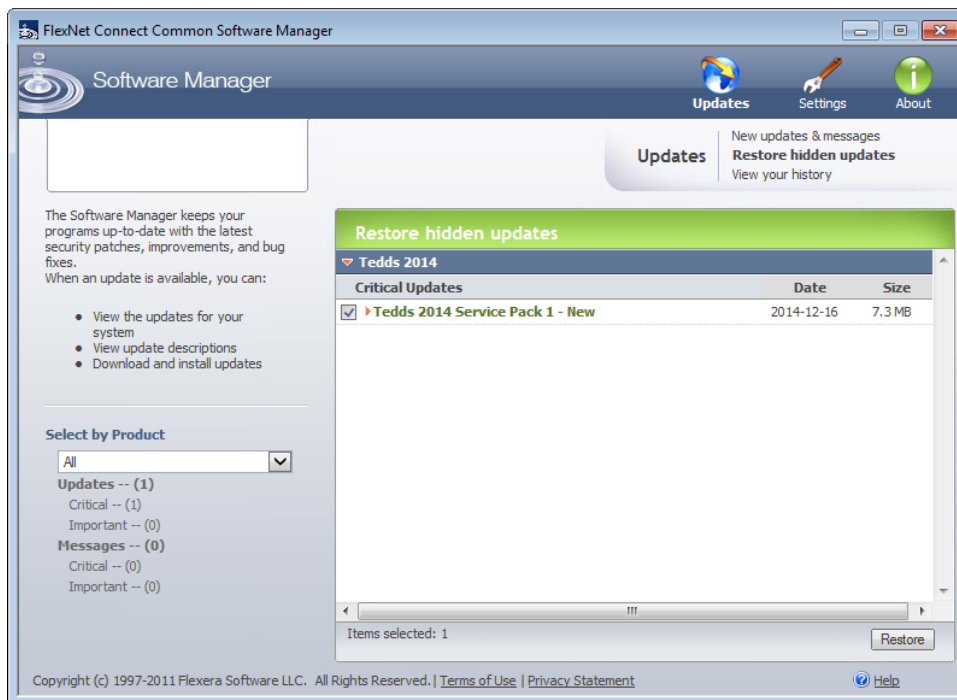 FlexNet Connect Common Software Manager
Software Manager
Updates
Settings
About
Updates
New updates & messages
Restore hidden updates
View your history
The Software Manager keeps your
programs up-to-date with the latest
security patches, improvements, and bug
fixes.
When an update is available, you can:
• View the updates for your
system
• View update descriptions
• Download and install updates
Select by Product
All
Updates -- (1)
Critical -- (1)
Important -- (0)
Messages -- (0)
Critical -- (0)
Important -- (0)
Restore hidden updates
Tedds 2014
Critical Updates Date Size
Tedds 2014 Service Pack 1 - New 2014-12-16 7.3 MB
Items selected: 1
Restore
Copyright (c) 1997-2011 Flexera Software LLC. All Rights Reserved. | Terms of Use | Privacy Statement
Help